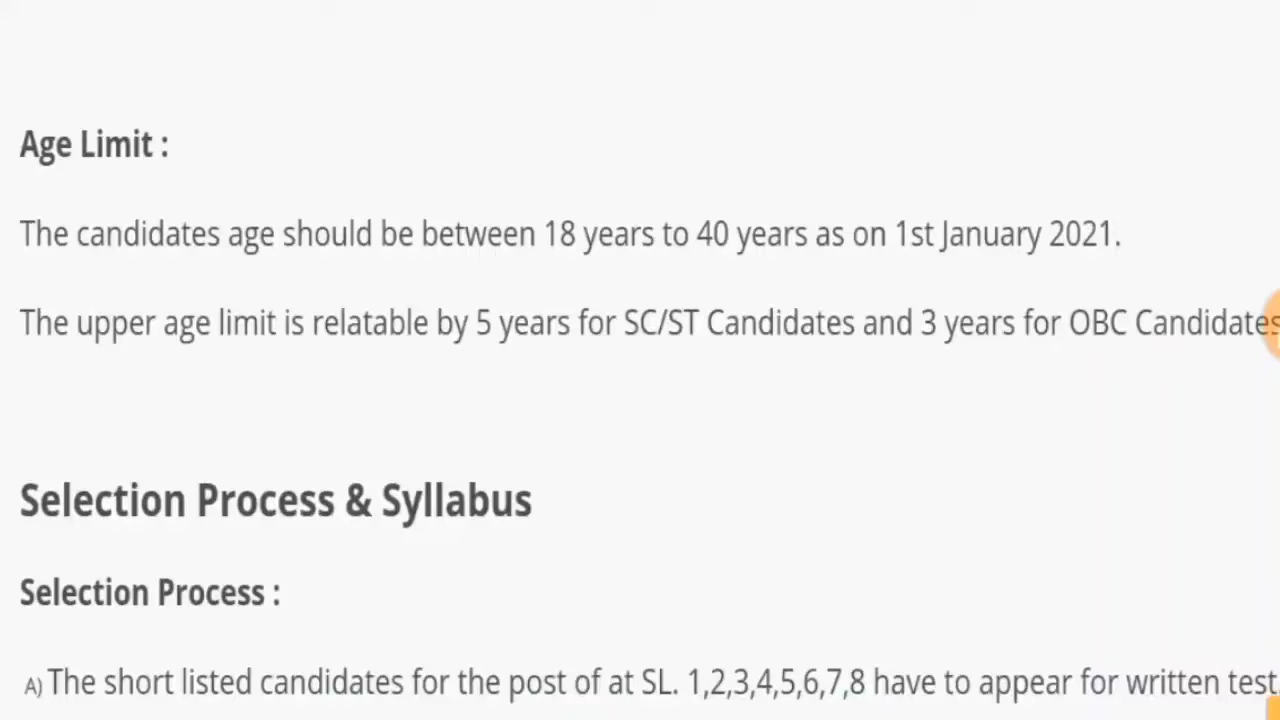 Age Limit :
The candidates age should be between 18 years to 40 years as on 1st January 2021.
The upper age limit is relatable by 5 years for SC/ST Candidates and 3 years for OBC Candidates
Selection Process & Syllabus
Selection Process :
A) The short listed candidates for the post of at SL. 1,2,3,4,5,6,7,8 have to appear for written test.